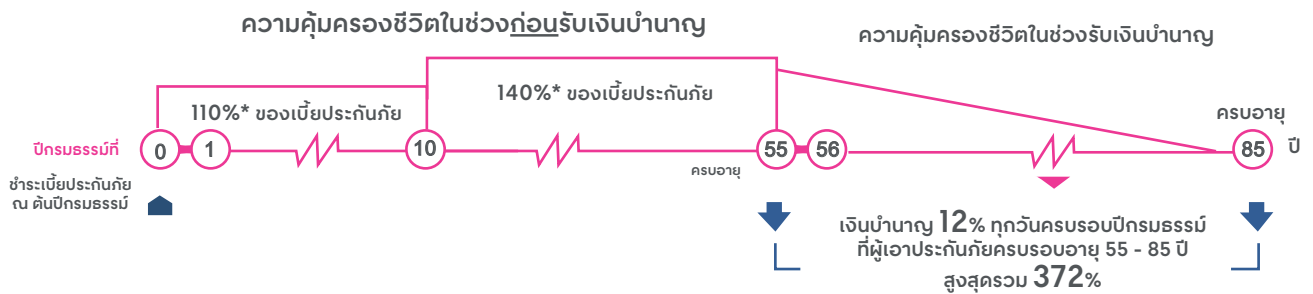 ความคุ้มครองชีวิตในช่วงก่อนรับเงินบำนาญ
ความคุ้มครองชีวิตในช่วงรับเงินบำนาญ
110%* ของเบี้ยประกันภัย
140%* ของเบี้ยประกันภัย
ครบอายุ
ปีกรมธรรม์ที่
0 1 10 55 56 85 ปี
ครบอายุ
ชำระเบี้ยประกันภัย
ณ ต้นปีกรมธรรม์
เงินบำนาญ 12% ทุกวันครบรอบปีกรมธรรม์
ที่ผู้เอาประกันภัยครบรอบอายุ 55 - 85 ปี
สูงสุดรวม 372%